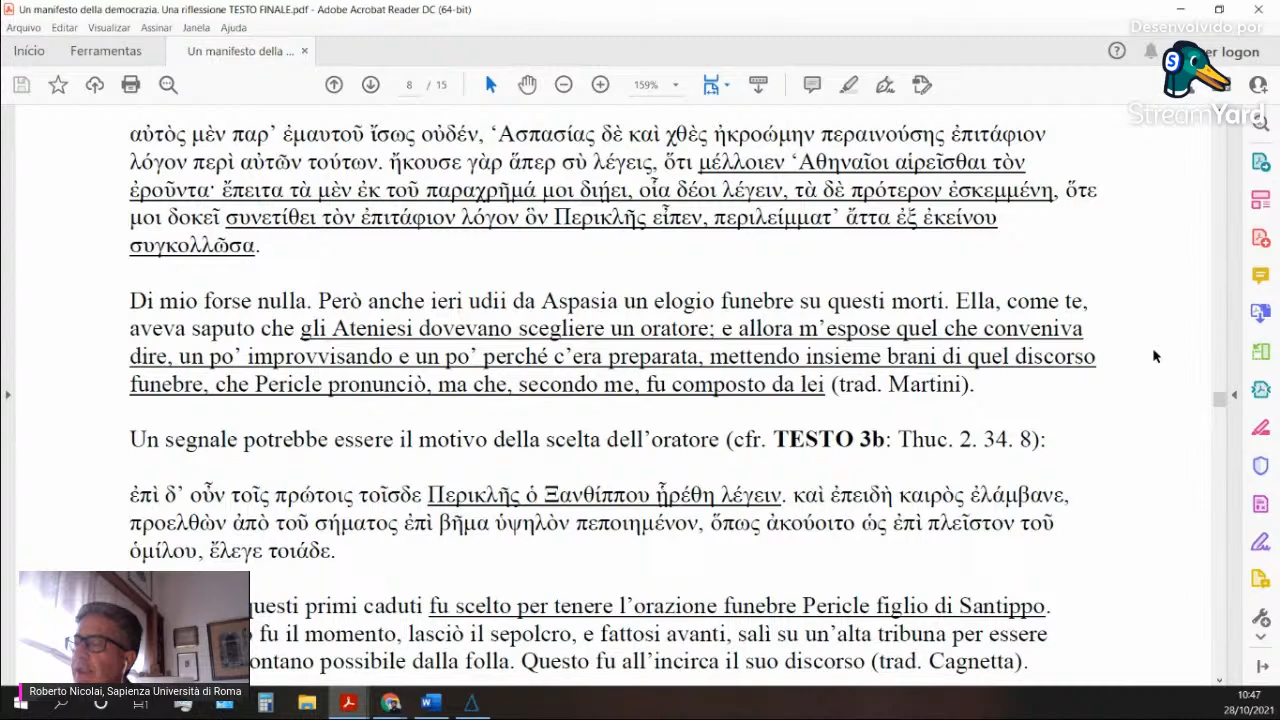 Un manifesto della democrazia. Una riflessione TESTO FINALE.pdf - Adobe Acrobat Reader DC (64-bit)
Arquivo Editar Visualizar Assinar Janela Ajuda
Desenvolvido por
Início Ferramentas Un manifesto della ... × er logon
StreamYard
8 / 15 159%
αὐτὸς μὲν παρ’ ἐμαυτοῦ ἴσως οὐδέν, ‘Ασπασίας δὲ καὶ χθὲς ἠκροώμην περαινούσης ἐπιτάφιον
λόγον περὶ αὐτῶν τούτων. ἤκουσε γὰρ ἅπερ σὺ λέγεις, ὅτι μέλλοιεν ‘Αθηναῖοι αἱρεῖσθαι τὸν
ἐροῦντα· ἔπειτα τὰ μὲν ἐκ τοῦ παραχρῆμά μοι διῄει, οἷα δέοι λέγειν, τὰ δὲ πρότερον ἐσκεμμένη, ὅτε
μοι δοκεῖ συνετίθει τὸν ἐπιτάφιον λόγον ὃν Περικλῆς εἶπεν, περιλείμματ’ ἄττα ἐξ ἐκείνου
συγκολλῶσα.
Di mio forse nulla. Però anche ieri udii da Aspasia un elogio funebre su questi morti. Ella, come te,
aveva saputo che gli Ateniesi dovevano scegliere un oratore; e allora m’espose quel che conveniva
dire, un po’ improvvisando e un po’ perché c’era preparata, mettendo insieme brani di quel discorso
funebre, che Pericle pronunciò, ma che, secondo me, fu composto da lei (trad. Martini).
Un segnale potrebbe essere il motivo della scelta dell’oratore (cfr. TESTO 3b: Thuc. 2. 34. 8):
ἐπὶ δ’ οὖν τοῖς πρώτοις τοῖσδε Περικλῆς ὁ Ξανθίππου ᾑρέθη λέγειν. καὶ ἐπειδὴ καιρὸς ἐλάμβανε,
προελθὼν ἀπὸ τοῦ σήματος ἐπὶ βῆμα ὑψηλὸν πεποιημένον, ὅπως ἀκούοιτο ὡς ἐπὶ πλεῖστον τοῦ
ὁμίλου, ἔλεγε τοιάδε.
uesti primi caduti fu scelto per tenere l’orazione funebre Pericle figlio di Santippo.
fu il momento, lasciò il sepolcro, e fattosi avanti, salì su un’alta tribuna per essere
ontano possibile dalla folla. Questo fu all’incirca il suo discorso (trad. Cagnetta).
Roberto Nicolai, Sapienza Università di Roma
10:47
28/10/2021